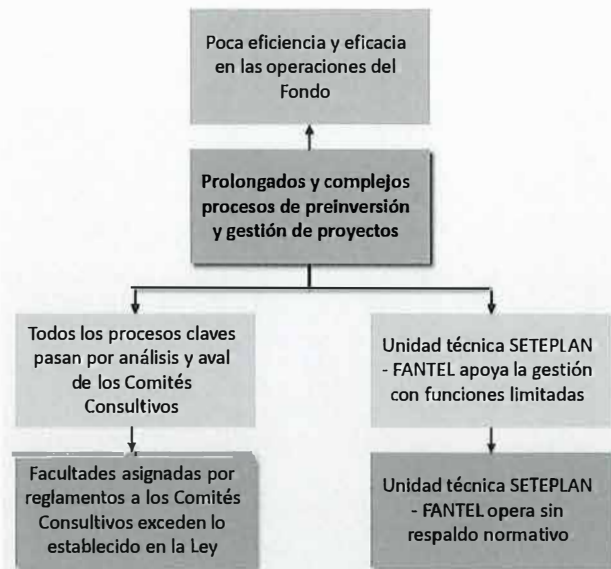 Poca eficiencia y eficacia
en las operaciones del
Fondo
Prolongados y complejos
procesos de preinversión
y gestión de proyectos
Todos los procesos claves
pasan por análisis y aval
de los Comités
Consultivos
Unidad técnica SETEPLAN
- FANTEL apoya la gestión
con funciones limitadas
Facultades asignadas por
reglamentos a los Comités
Consultivos exceden lo
establecido en la Ley
Unidad técnica SETEPLAN
- FANTEL opera sin
respaldo normativo